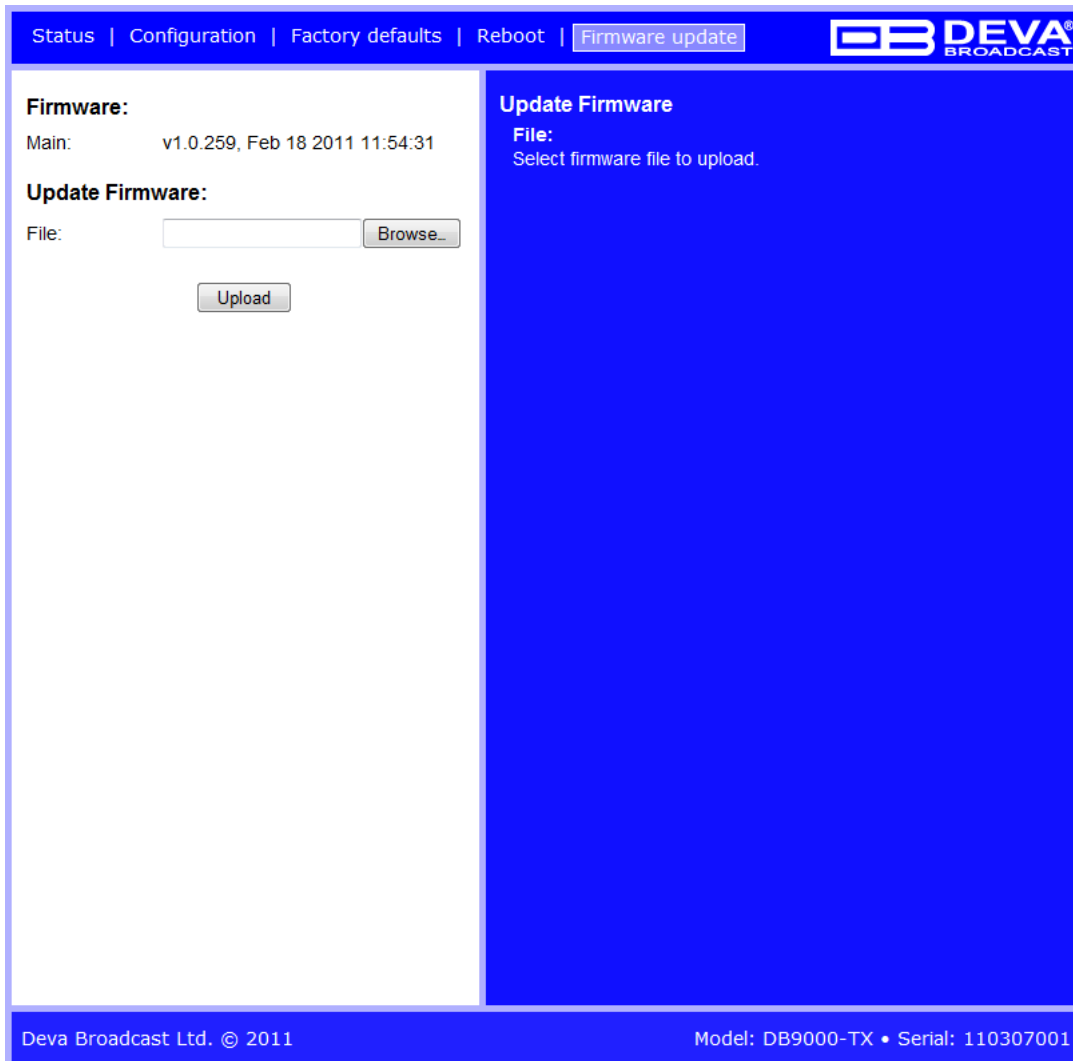 Status | Configuration | Factory defaults | Reboot | Firmware update
DEVA®
BROADCAST
Firmware:
Main: v1.0.259, Feb 18 2011 11:54:31
Update Firmware:
File: Browse...
Upload
Update Firmware
File:
Select firmware file to upload.
Deva Broadcast Ltd. © 2011
Model: DB9000-TX • Serial: 110307001